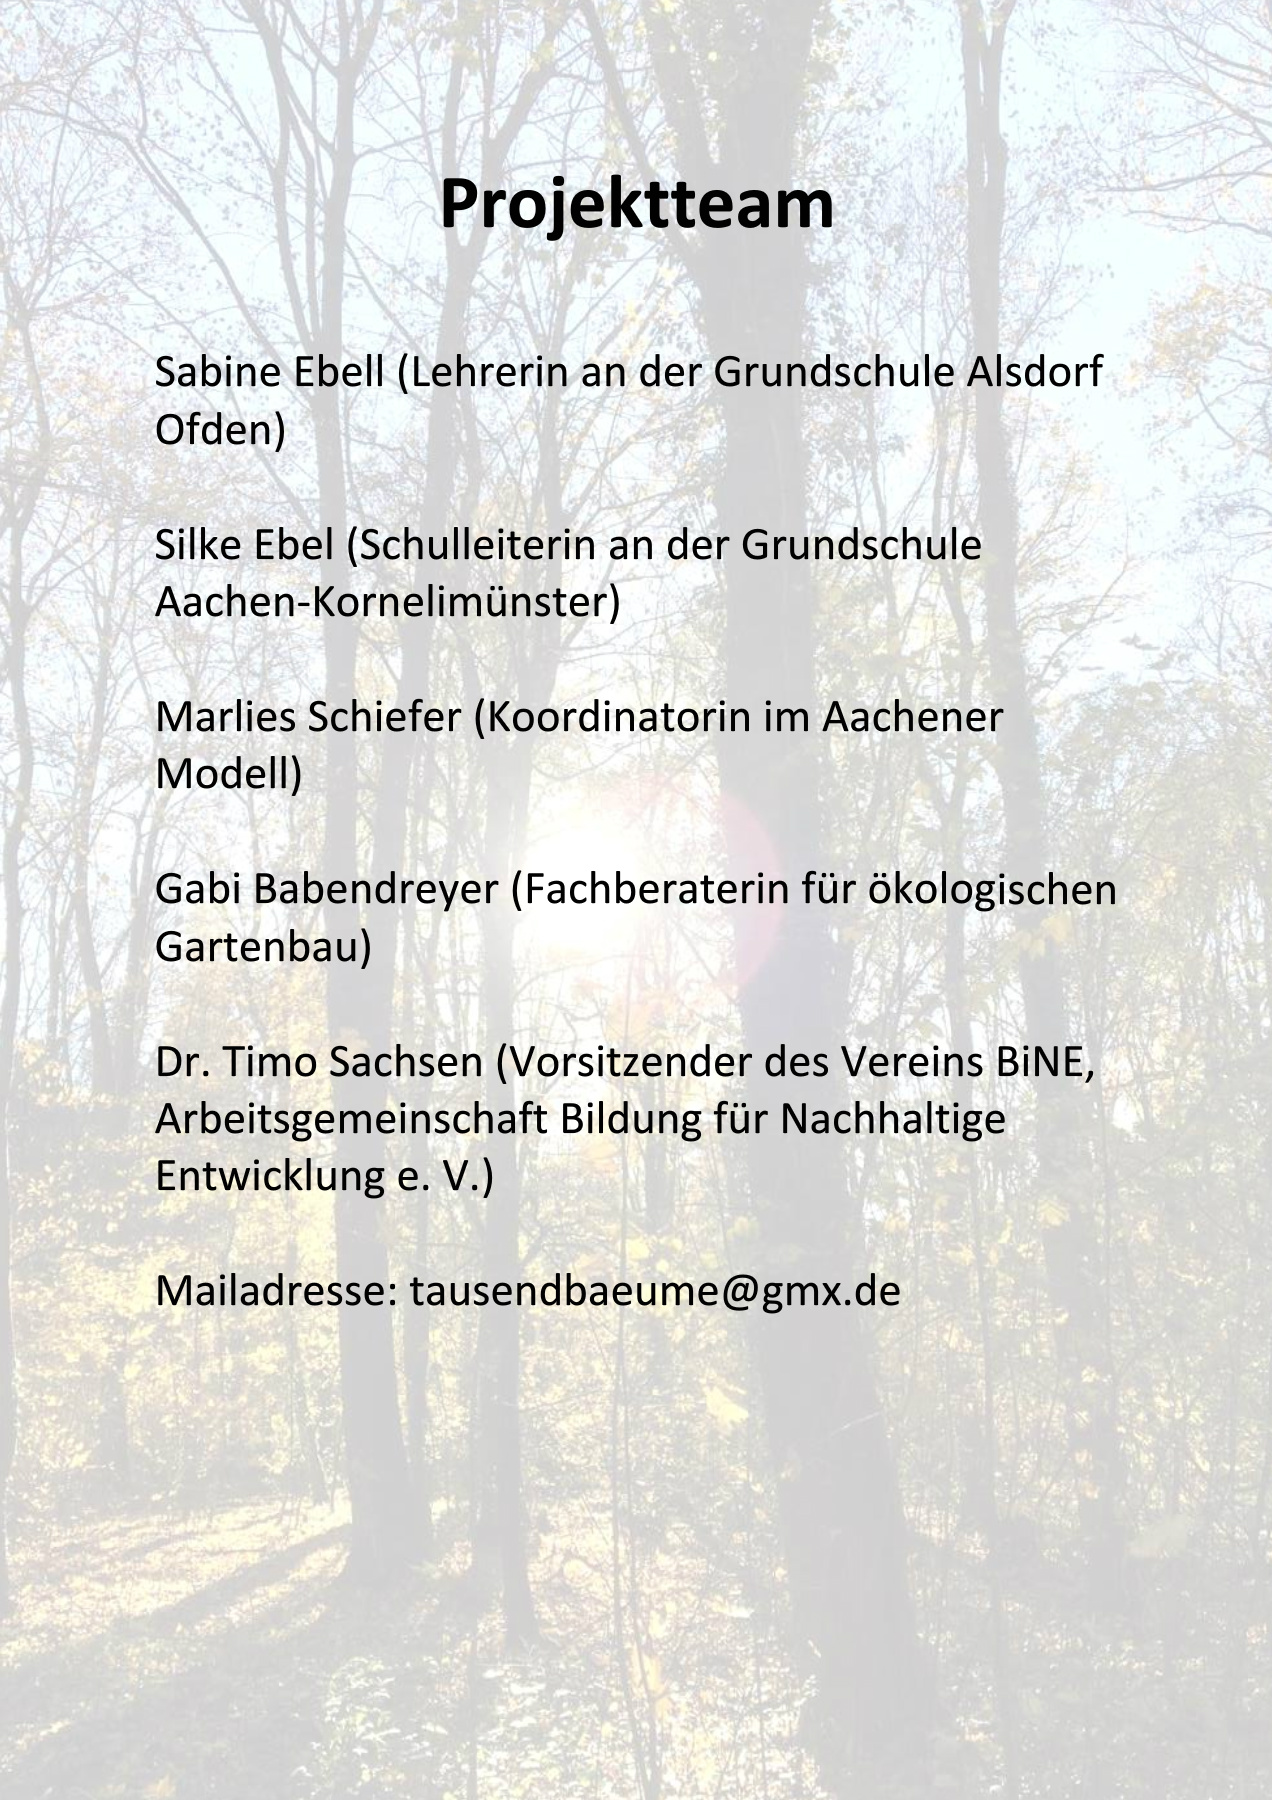 Projektteam
Sabine Ebell (Lehrerin an der Grundschule Alsdorf
Ofden)
Silke Ebel (Schulleiterin an der Grundschule
Aachen-Kornelimünster)
Marlies Schiefer (Koordinatorin im Aachener
Modell)
Gabi Babendreyer (Fachberaterin für ökologischen
Gartenbau)
Dr. Timo Sachsen (Vorsitzender des Vereins BiNE,
Arbeitsgemeinschaft Bildung für Nachhaltige
Entwicklung e. V.)
Mailadresse: tausendbaeume@gmx.de